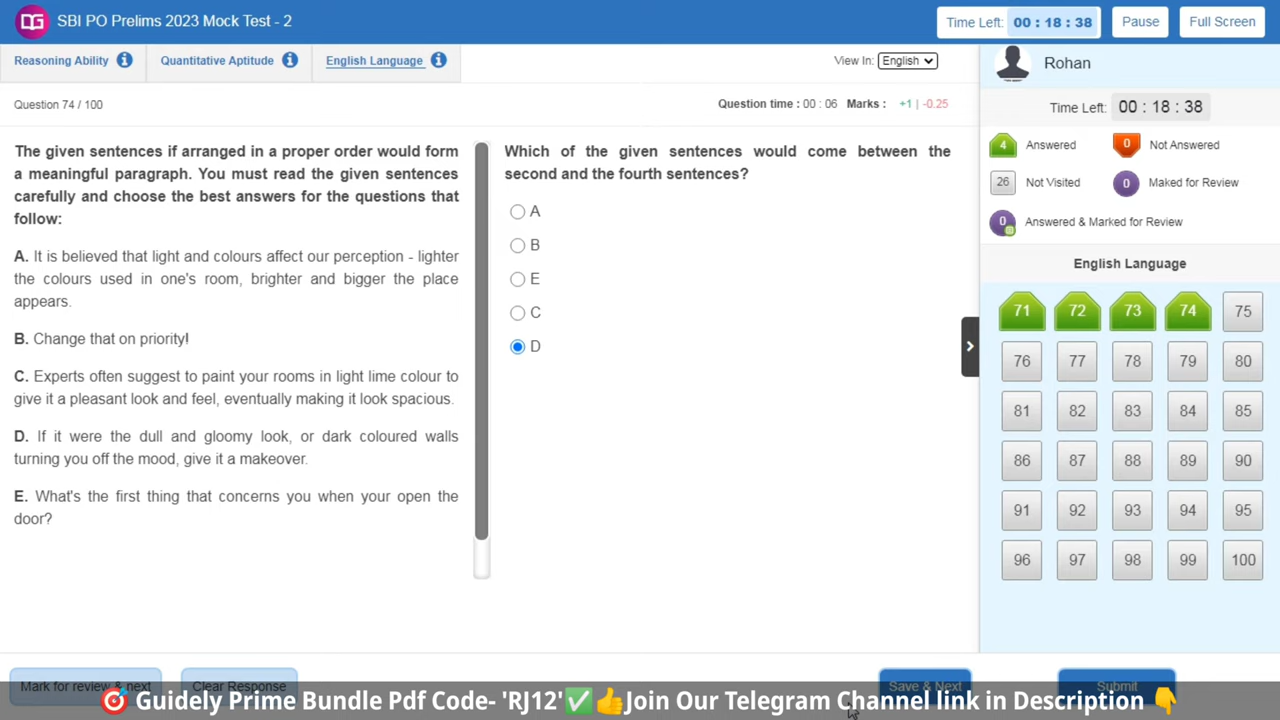 DG SBI PO Prelims 2023 Mock Test - 2
Time Left: 00 : 18 : 38 Pause Full Screen
Reasoning Ability Quantitative Aptitude English Language View In: English
Rohan
Question 74 / 100 Question time : 00 : 06 Marks : +1 | -0.25
Time Left: 00 : 18 : 38
The given sentences if arranged in a proper order would form
a meaningful paragraph. You must read the given sentences
carefully and choose the best answers for the questions that
follow:
A. It is believed that light and colours affect our perception - lighter
the colours used in one's room, brighter and bigger the place
appears.
B. Change that on priority!
C. Experts often suggest to paint your rooms in light lime colour to
give it a pleasant look and feel, eventually making it look spacious.
D. If it were the dull and gloomy look, or dark coloured walls
turning you off the mood, give it a makeover.
E. What's the first thing that concerns you when your open the
door?
Which of the given sentences would come between the
second and the fourth sentences?
A
B
E
C
D
4 Answered 0 Not Answered
26 Not Visited 0 Maked for Review
0 Answered & Marked for Review
English Language
71 72 73 74 75
76 77 78 79 80
81 82 83 84 85
86 87 88 89 90
91 92 93 94 95
96 97 98 99 100
Mark for review & next Clear Response Save & Next Submit
🎯 Guidely Prime Bundle Pdf Code- 'RJ12'✅👍Join Our Telegram Channel link in Description 👇